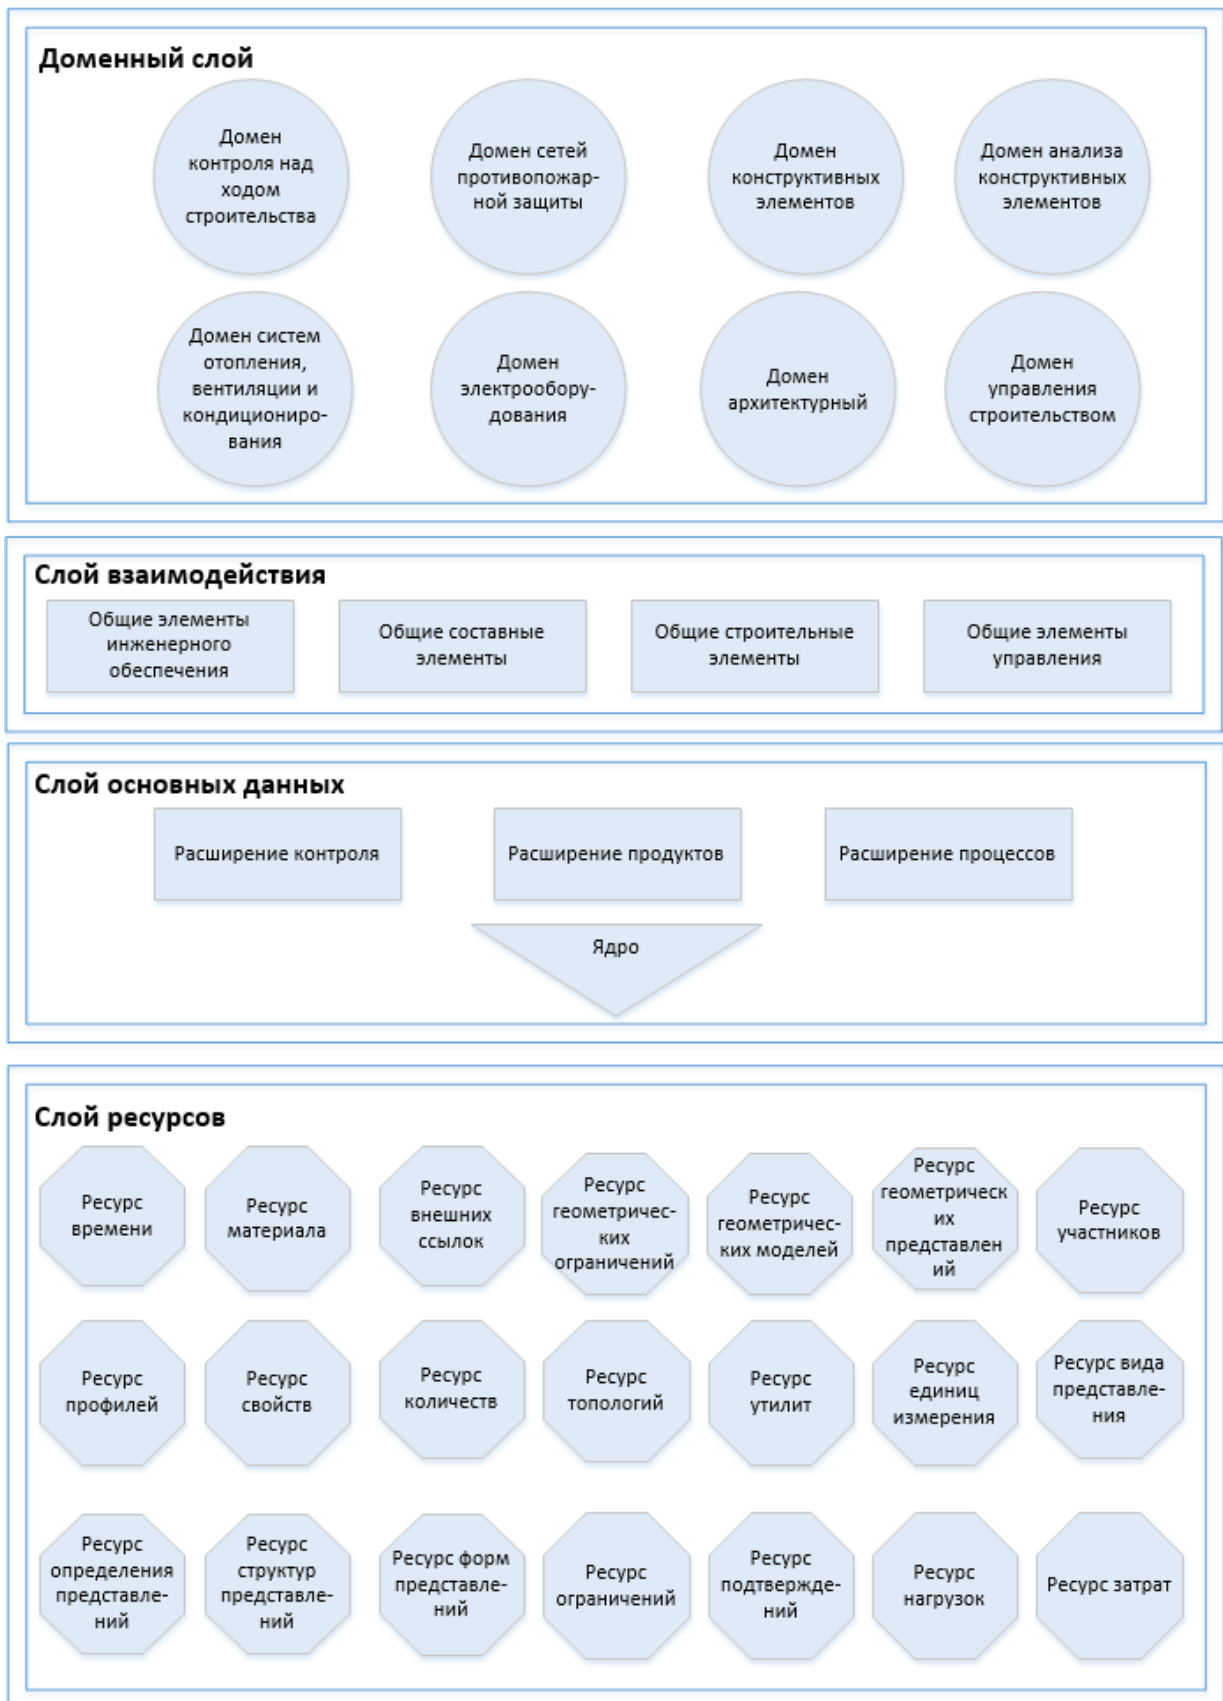 Доменный слой
Домен
контроля над
ходом
строительства
Домен сетей
противопожар-
ной защиты
Домен
конструктивных
элементов
Домен анализа
конструктивных
элементов
Домен систем
отопления,
вентиляции и
кондициониро-
вания
Домен
электрообору-
дования
Домен
архитектурный
Домен
управления
строительством
Слой взаимодействия
Общие элементы
инженерного
обеспечения
Общие составные
элементы
Общие строительные
элементы
Общие элементы
управления
Слой основных данных
Расширение контроля
Расширение продуктов
Расширение процессов
Ядро
Слой ресурсов
Ресурс
времени
Ресурс
материала
Ресурс
внешних
ссылок
Ресурс
геометричес-
ких
ограничений
Ресурс
геометричес-
ких моделей
Ресурс
геометрическ
их
представлен
ий
Ресурс
участников
Ресурс
профилей
Ресурс
свойств
Ресурс
количеств
Ресурс
топологий
Ресурс
утилит
Ресурс
единиц
измерения
Ресурс вида
представле-
ния
Ресурс
определения
представле-
ний
Ресурс
структур
представле-
ний
Ресурс форм
представле-
ний
Ресурс
ограничений
Ресурс
подтвержде-
ний
Ресурс
нагрузок
Ресурс затрат